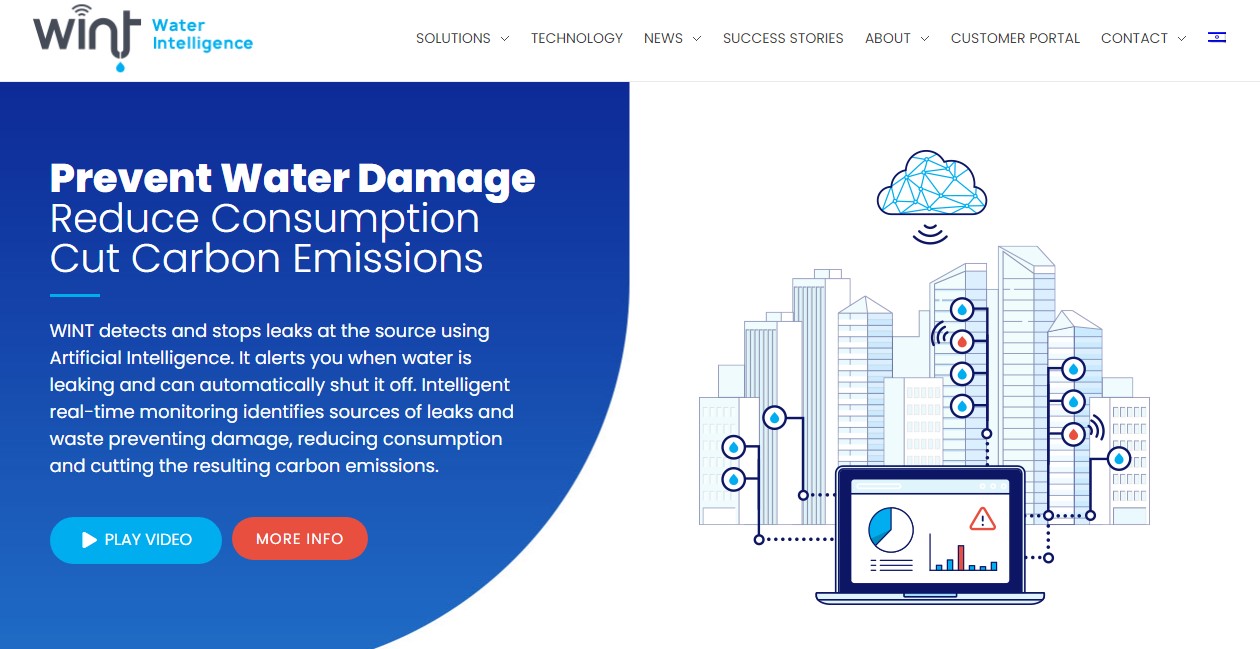 wint Water
Intelligence
SOLUTIONS TECHNOLOGY NEWS SUCCESS STORIES ABOUT CUSTOMER PORTAL CONTACT
Prevent Water Damage
Reduce Consumption
Cut Carbon Emissions
WINT detects and stops leaks at the source using
Artificial Intelligence. It alerts you when water is
leaking and can automatically shut it off. Intelligent
real-time monitoring identifies sources of leaks and
waste preventing damage, reducing consumption
and cutting the resulting carbon emissions.
PLAY VIDEO MORE INFO